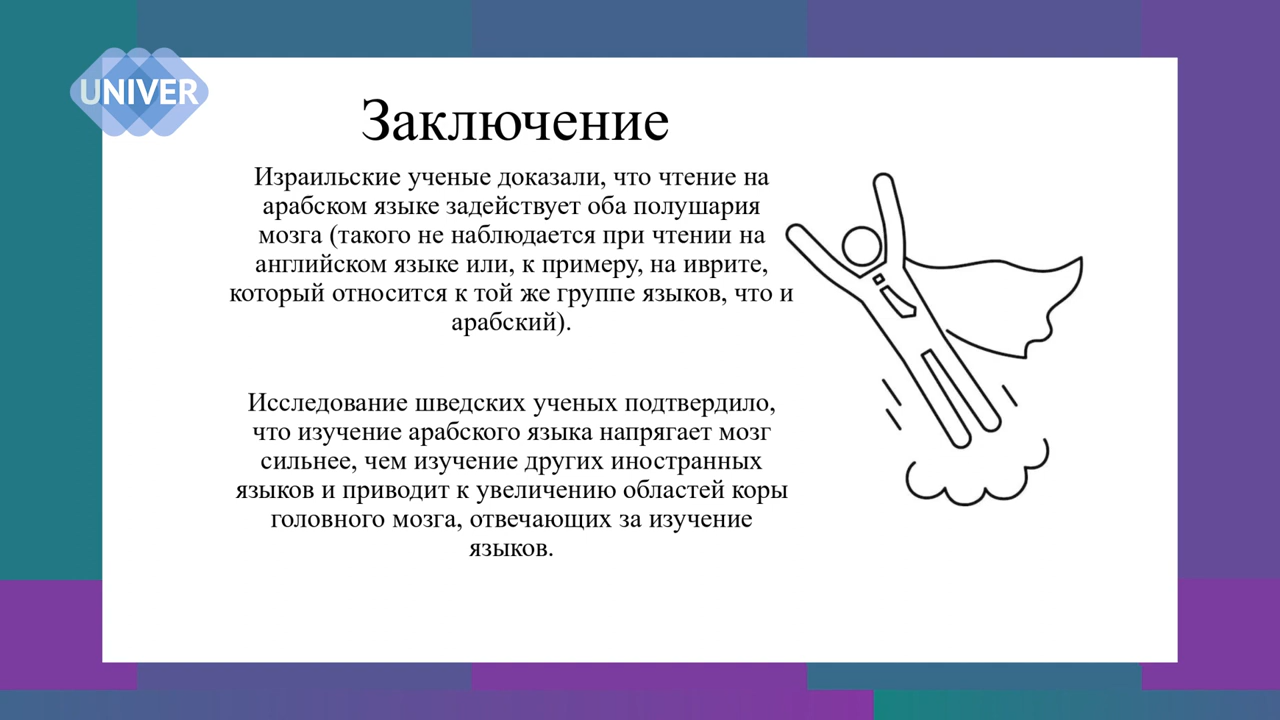 UNIVER
Заключение
Израильские ученые доказали, что чтение на
арабском языке задействует оба полушария
мозга (такого не наблюдается при чтении на
английском языке или, к примеру, на иврите,
который относится к той же группе языков, что и
арабский).
Исследование шведских ученых подтвердило,
что изучение арабского языка напрягает мозг
сильнее, чем изучение других иностранных
языков и приводит к увеличению областей коры
головного мозга, отвечающих за изучение
языков.